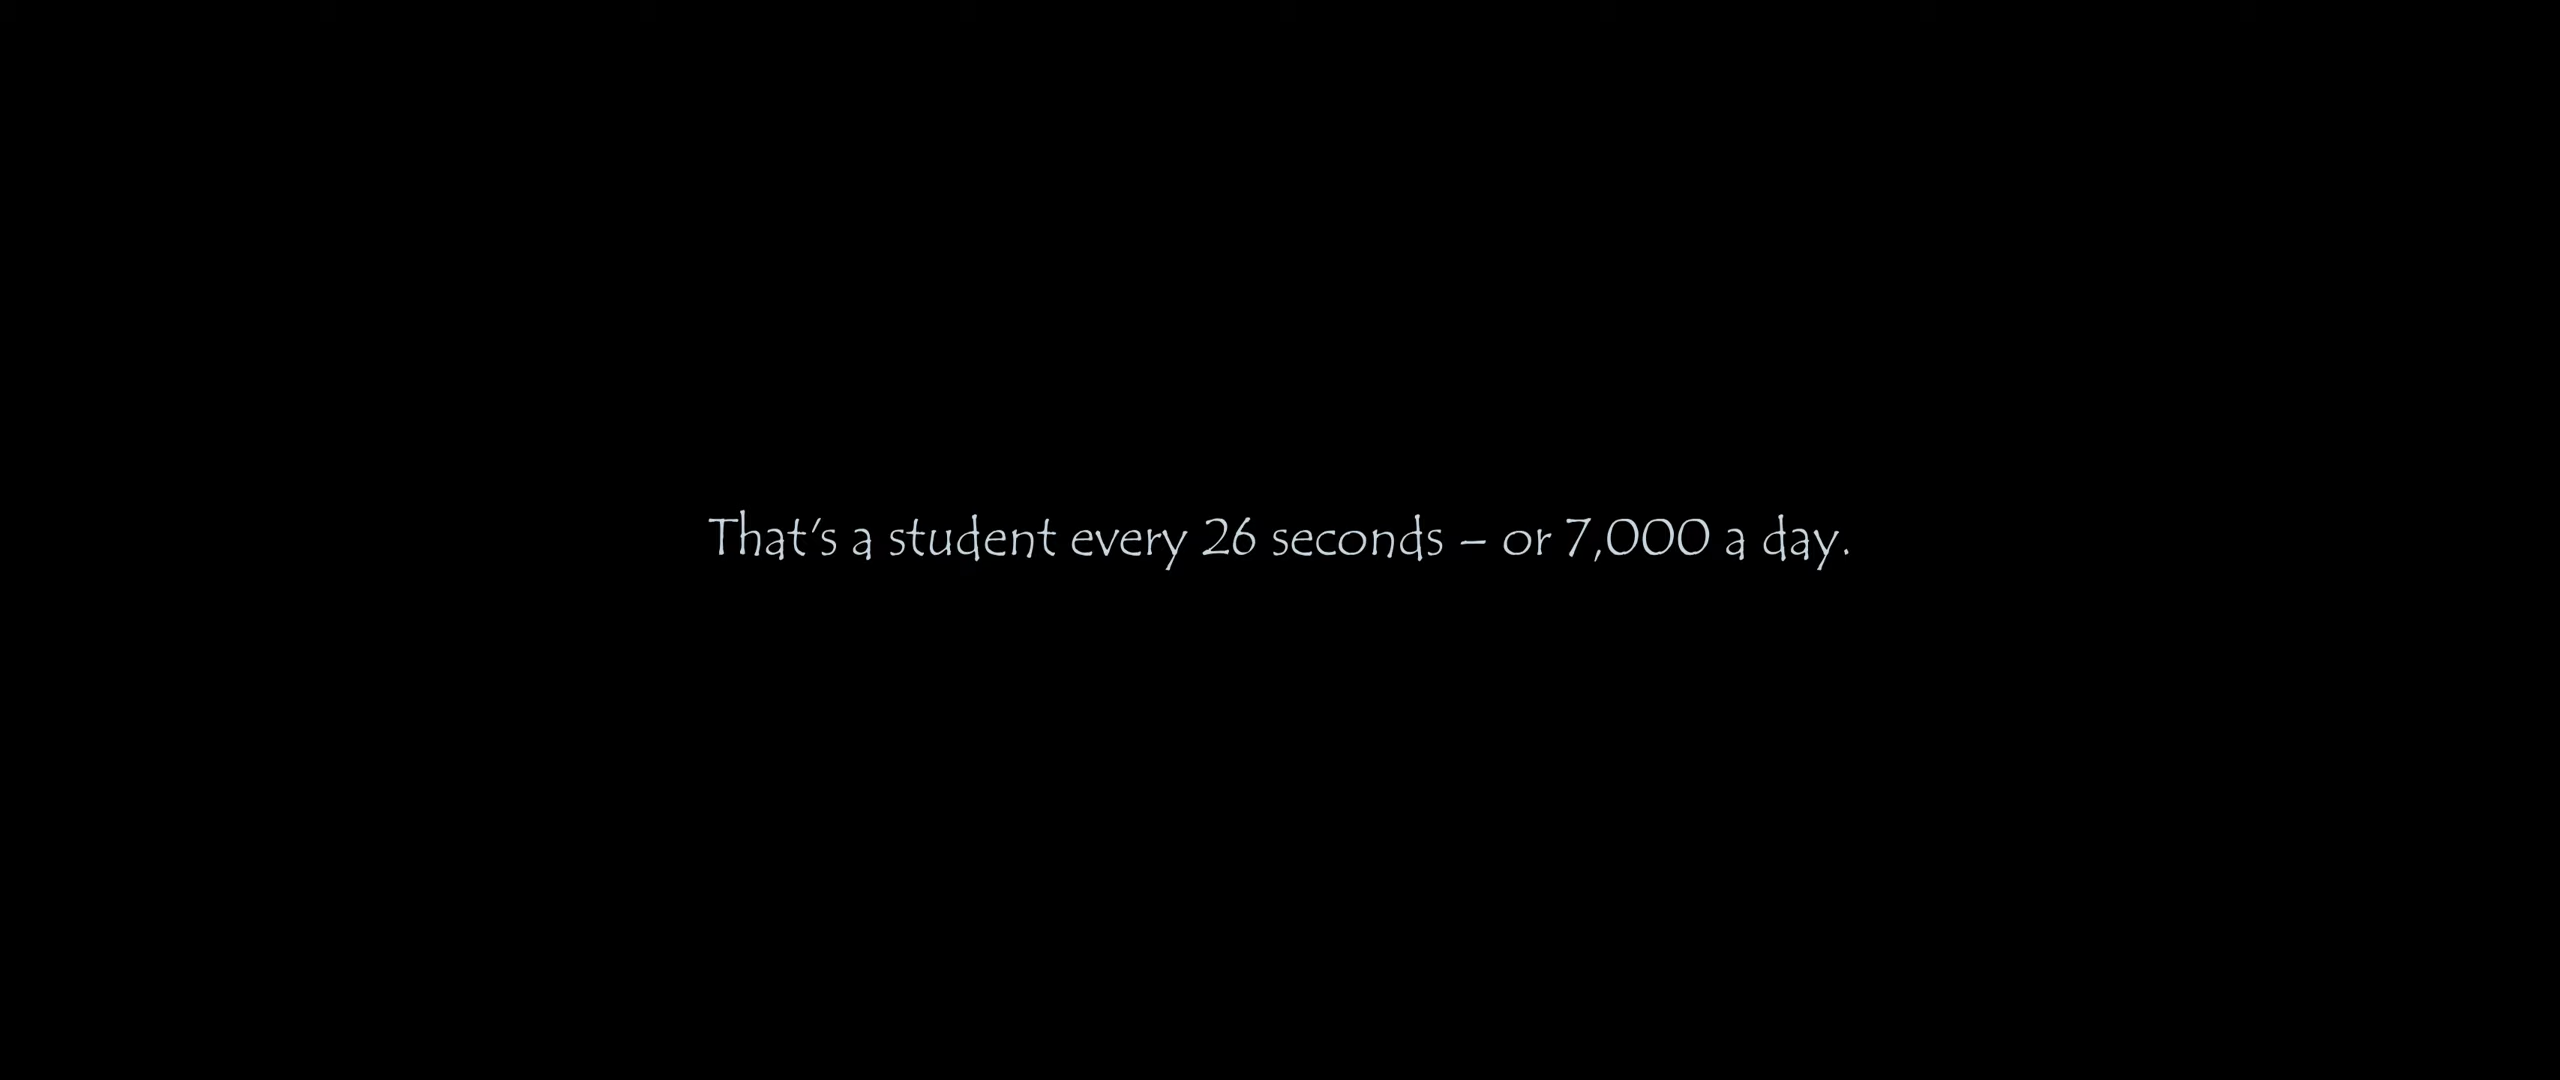 That's a student every 26 seconds – or 7,000 a day.